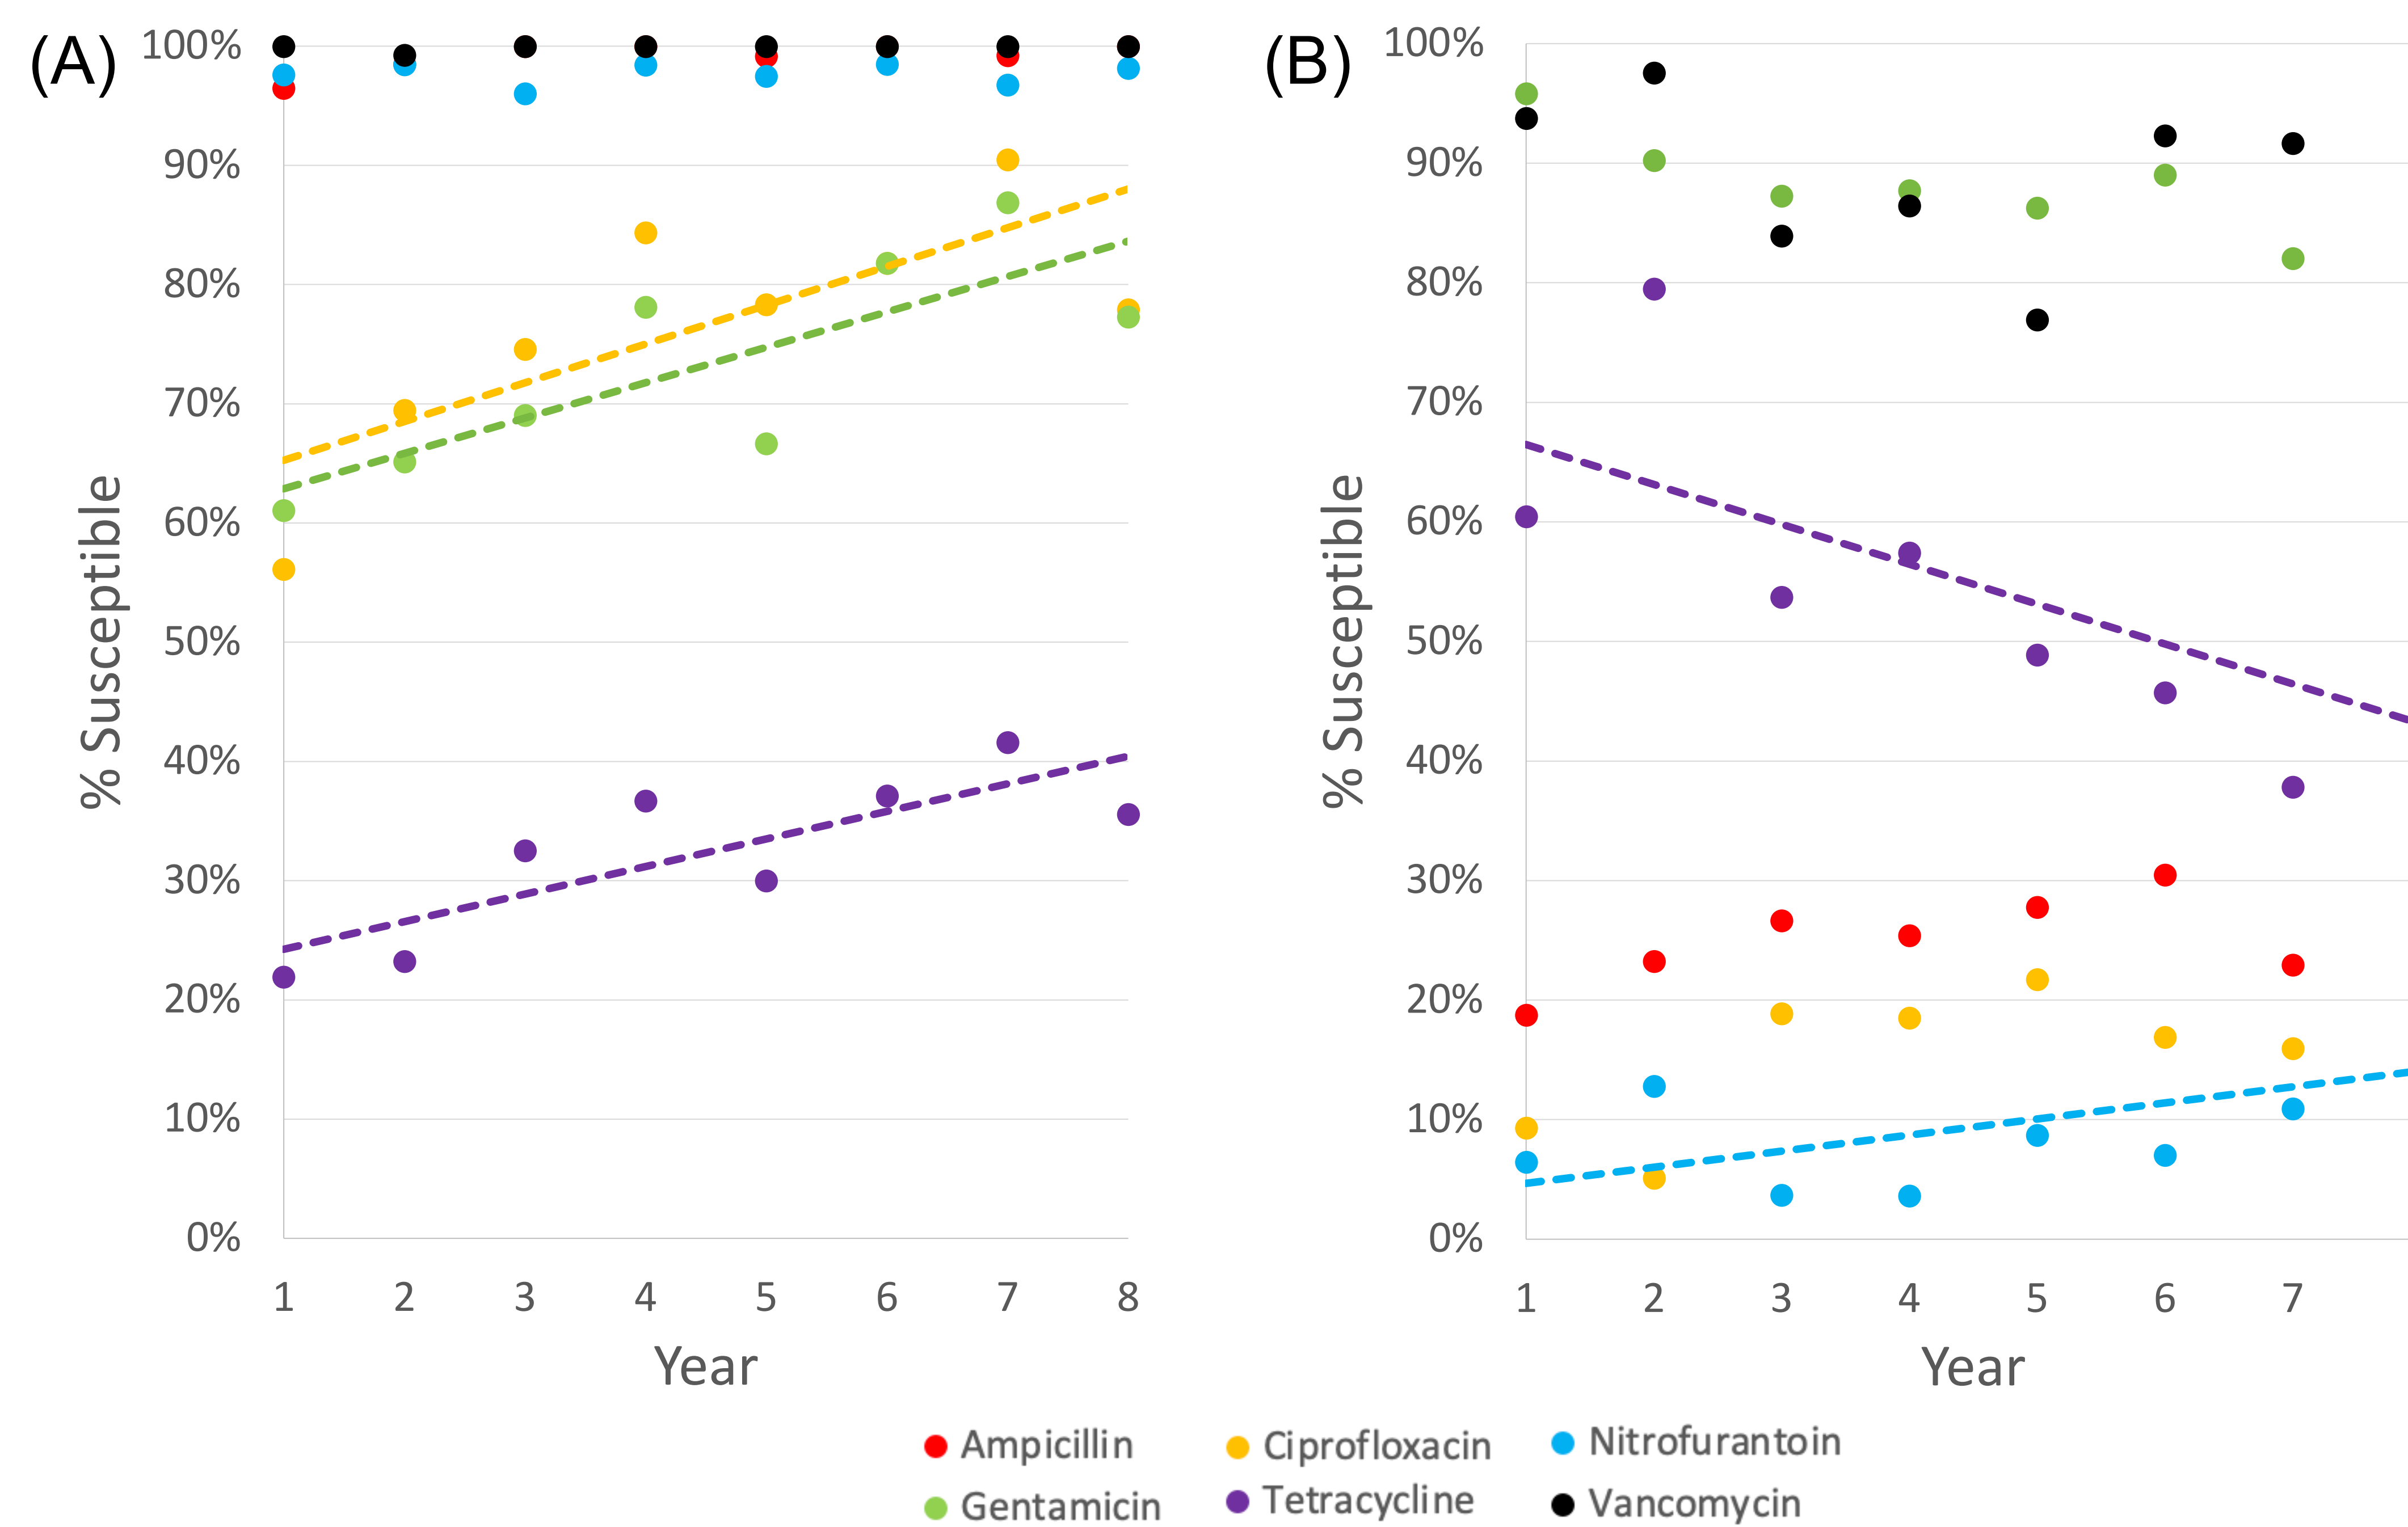 (A)
100%
90%
80%
70%
60%
50%
40%
30%
20%
10%
0%
% Susceptible
1 2 3 4 5 6 7 8
Year
(B)
100%
90%
80%
70%
60%
50%
40%
30%
20%
10%
0%
% Susceptible
1 2 3 4 5 6 7
Year
Ampicillin Ciprofloxacin Nitrofurantoin
Gentamicin Tetracycline Vancomycin